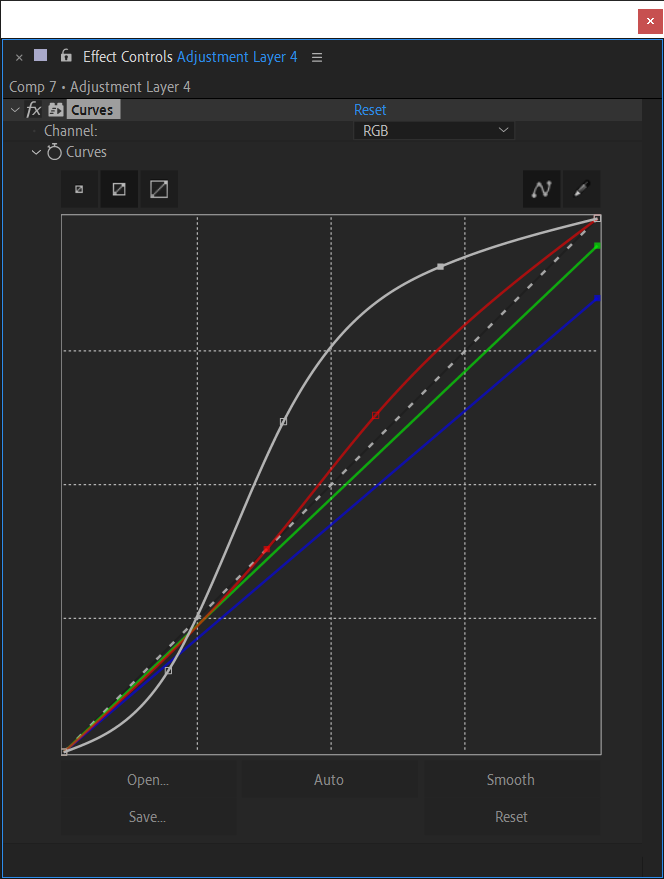 Effect Controls Adjustment Layer 4
Comp 7 • Adjustment Layer 4
fx Curves Reset
Channel: RGB
Curves
Open... Auto Smooth
Save... Reset